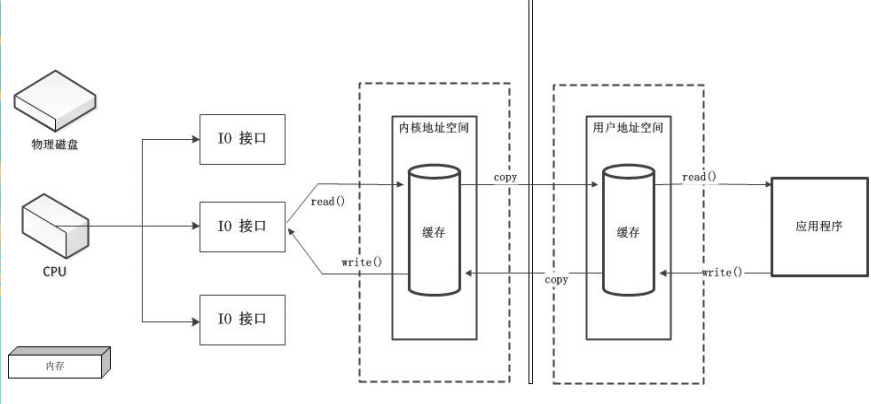 物理磁盘
CPU
内存
IO 接口
IO 接口
IO 接口
read()
write()
内核地址空间
缓存
copy
copy
用户地址空间
缓存
read()
write()
应用程序